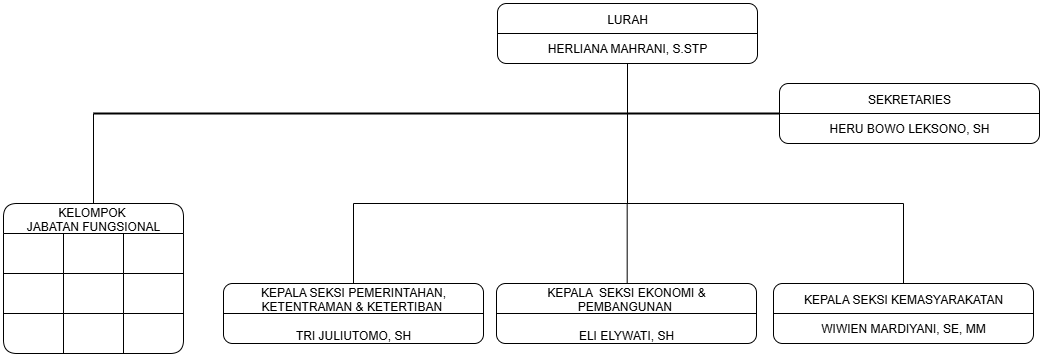 LURAH
HERLIANA MAHRANI, S.STP
SEKRETARIES
HERU BOWO LEKSONO, SH
KELOMPOK
JABATAN FUNGSIONAL
KEPALA SEKSI PEMERINTAHAN,
KETENTRAMAN & KETERTIBAN
TRI JULIUTOMO, SH
KEPALA SEKSI EKONOMI &
PEMBANGUNAN
ELI ELYWATI, SH
KEPALA SEKSI KEMASYARAKATAN
WIWIEN MARDIYANI, SE, MM